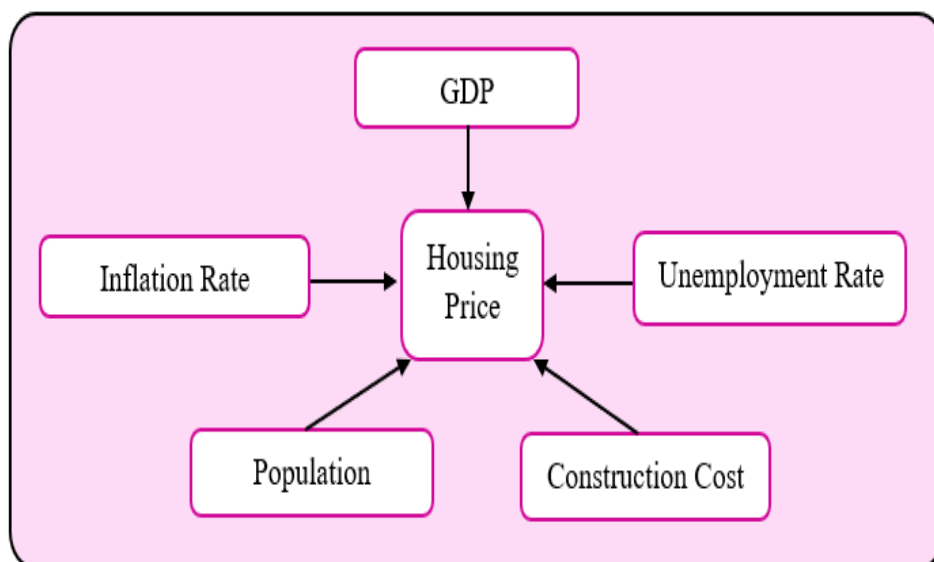 GDP
Inflation Rate
Housing
Price
Unemployment Rate
Population
Construction Cost